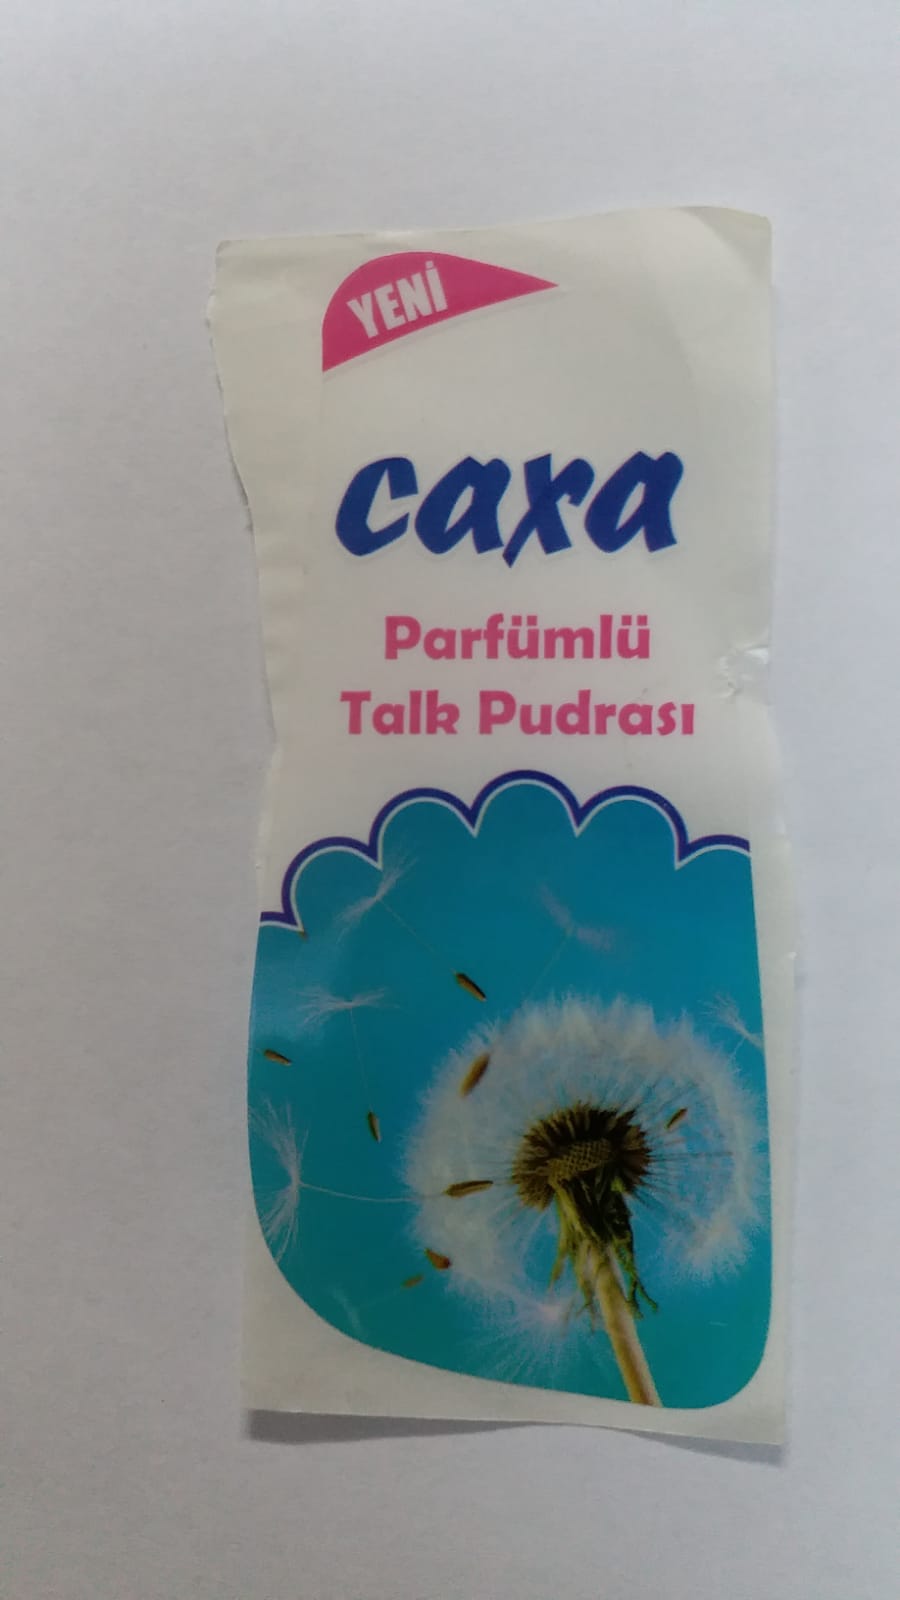 YENİ
caxa
Parfümlü
Talk Pudrası